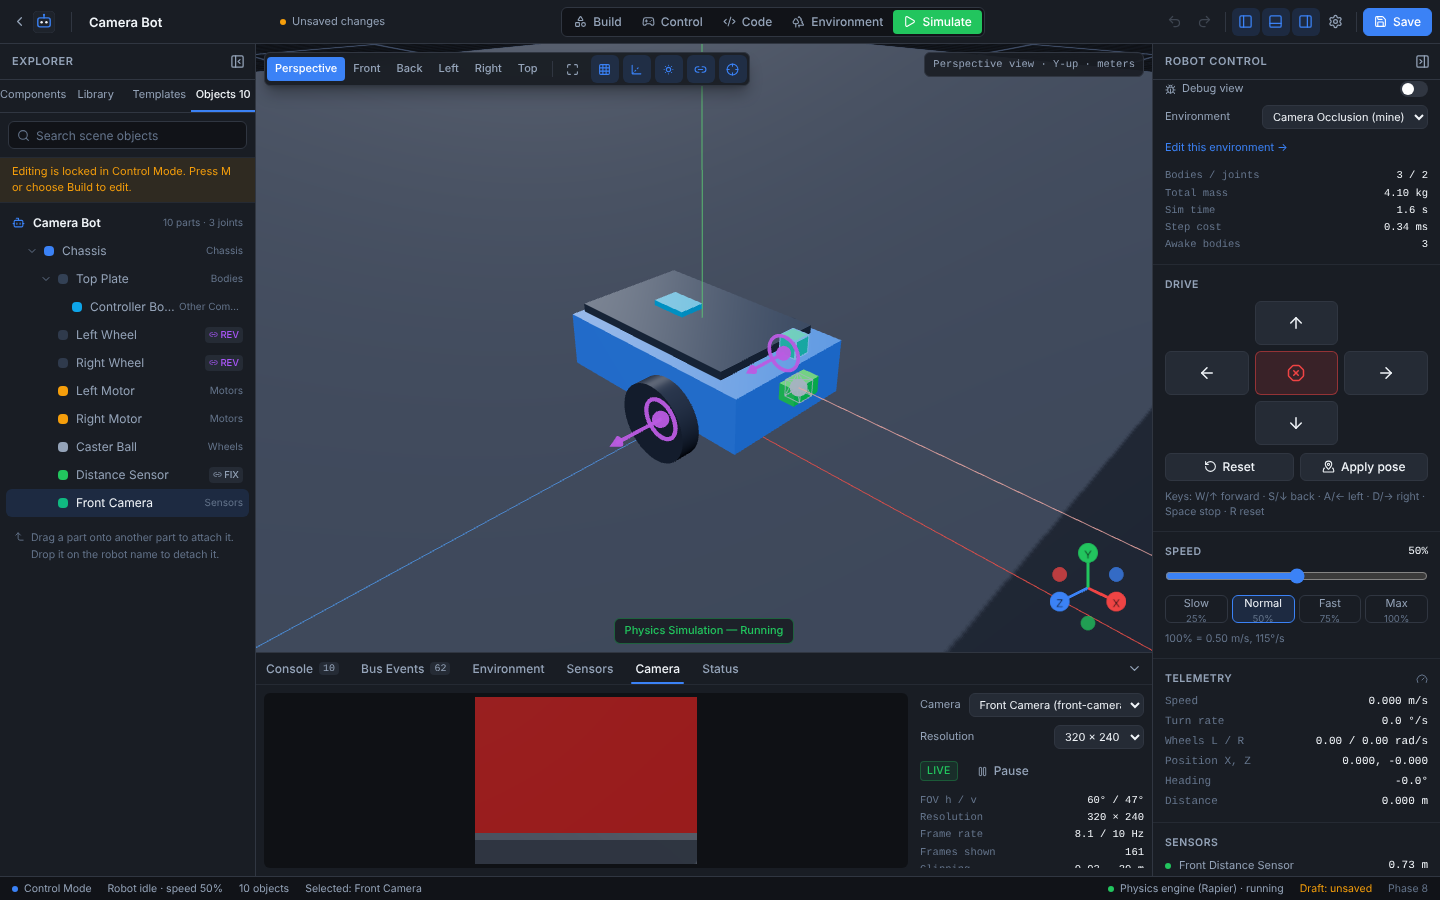 Camera Bot
Unsaved changes
Build
Control
Code
Environment
Simulate
Save
EXPLORER
Components
Library
Templates
Objects 10
Search scene objects
Editing is locked in Control Mode. Press M
or choose Build to edit.
Camera Bot 10 parts · 3 joints
Chassis Chassis
Top Plate Bodies
Controller Bo... Other Com...
Left Wheel REV
Right Wheel REV
Left Motor Motors
Right Motor Motors
Caster Ball Wheels
Distance Sensor FIX
Front Camera Sensors
Drag a part onto another part to attach it.
Drop it on the robot name to detach it.
Perspective
Front
Back
Left
Right
Top
Perspective view · Y-up · meters
Y
Z
X
Physics Simulation — Running
Console 10
Bus Events 62
Environment
Sensors
Camera
Status
Camera Front Camera (front-camera
Resolution 320 × 240
LIVE
Pause
FOV h / v 60° / 47°
Resolution 320 × 240
Frame rate 8.1 / 10 Hz
Frames shown 161
ROBOT CONTROL
Debug view
Environment Camera Occlusion (mine)
Edit this environment →
Bodies / joints 3 / 2
Total mass 4.10 kg
Sim time 1.6 s
Step cost 0.34 ms
Awake bodies 3
DRIVE
Reset
Apply pose
Keys: W/↑ forward · S/↓ back · A/← left · D/→ right ·
Space stop · R reset
SPEED 50%
Slow
25%
Normal
50%
Fast
75%
Max
100%
100% = 0.50 m/s, 115°/s
TELEMETRY
Speed 0.000 m/s
Turn rate 0.0 °/s
Wheels L / R 0.00 / 0.00 rad/s
Position X, Z 0.000, -0.000
Heading -0.0°
Distance 0.000 m
SENSORS
Front Distance Sensor 0.73 m
Control Mode
Robot idle · speed 50%
10 objects
Selected: Front Camera
Physics engine (Rapier) · running
Draft: unsaved
Phase 8